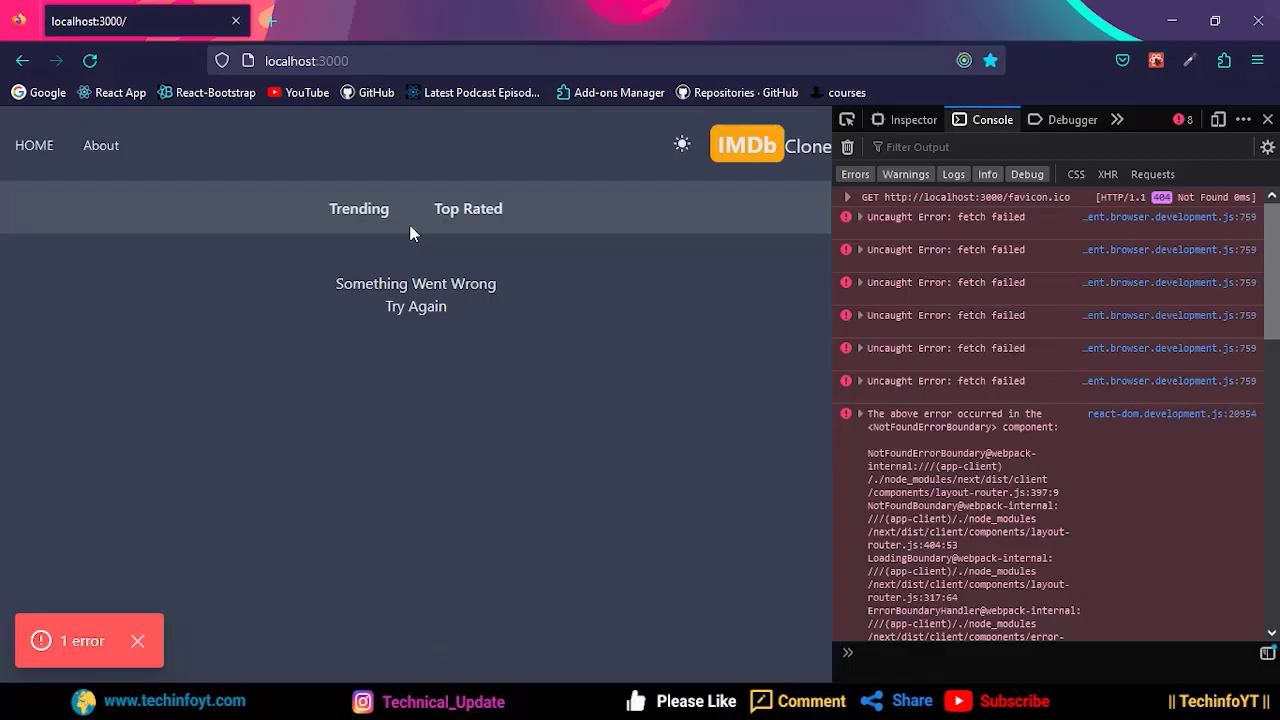 localhost:3000/
localhost:3000
Google
React App
React-Bootstrap
YouTube
GitHub
Latest Podcast Episod...
Add-ons Manager
Repositories · GitHub
courses
HOME
About
IMDb Clone
Trending
Top Rated
Something Went Wrong
Try Again
1 error
Inspector
Console
Debugger
8
Filter Output
Errors
Warnings
Logs
Info
Debug
CSS
XHR
Requests
GET http://localhost:3000/favicon.ico [HTTP/1.1 404 Not Found 0ms]
Uncaught Error: fetch failed …ent.browser.development.js:759
Uncaught Error: fetch failed …ent.browser.development.js:759
Uncaught Error: fetch failed …ent.browser.development.js:759
Uncaught Error: fetch failed …ent.browser.development.js:759
Uncaught Error: fetch failed …ent.browser.development.js:759
Uncaught Error: fetch failed …ent.browser.development.js:759
The above error occurred in the react-dom.development.js:20954
<NotFoundErrorBoundary> component:
NotFoundErrorBoundary@webpack-
internal:///(app-client)
/./node_modules/next/dist/client
/components/layout-router.js:397:9
NotFoundBoundary@webpack-internal:
///(app-client)/./node_modules
/next/dist/client/components/layout-
router.js:404:53
LoadingBoundary@webpack-internal:
///(app-client)/./node_modules
/next/dist/client/components/layout-
router.js:317:64
ErrorBoundaryHandler@webpack-internal:
///(app-client)/./node_modules
/next/dist/client/components/error-
www.techinfoyt.com
Technical_Update
Please Like
Comment
Share
Subscribe
|| TechinfoYT ||